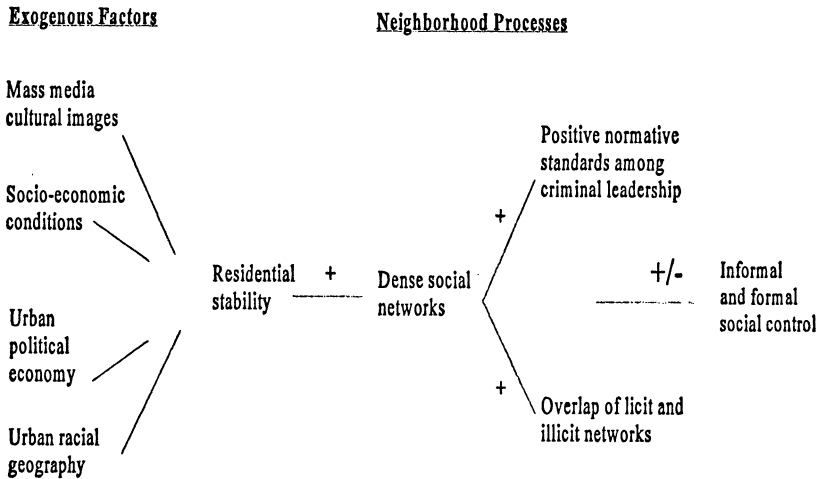 Exogenous Factors
Neighborhood Processes
Mass media
cultural images
Socio-economic
conditions
Urban
political
economy
Urban racial
geography
Residential
stability
+
Dense social
networks
+
+
Positive normative
standards among
criminal leadership
Overlap of licit and
illicit networks
+/-
Informal
and formal
social control